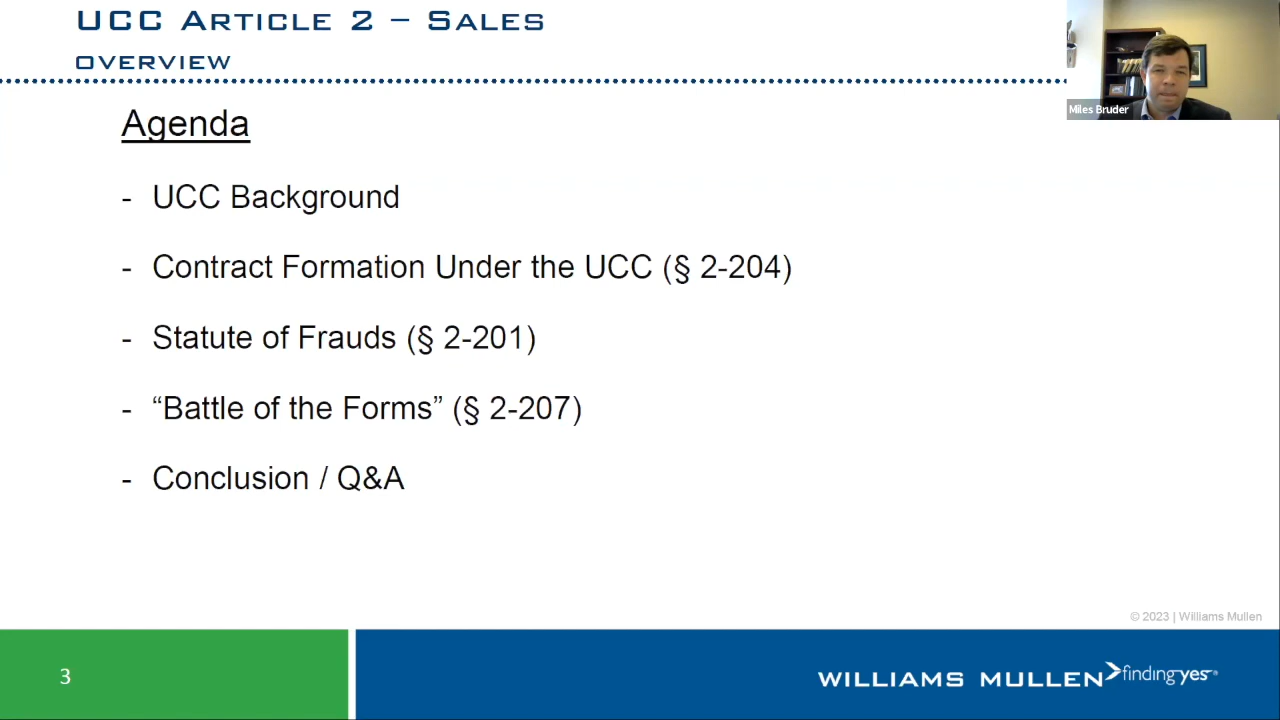 UCC Article 2 – Sales
overview
Miles Bruder
Agenda
- UCC Background
- Contract Formation Under the UCC (§ 2-204)
- Statute of Frauds (§ 2-201)
- “Battle of the Forms” (§ 2-207)
- Conclusion / Q&A
© 2023 | Williams Mullen
3
WILLIAMS MULLEN finding yes®